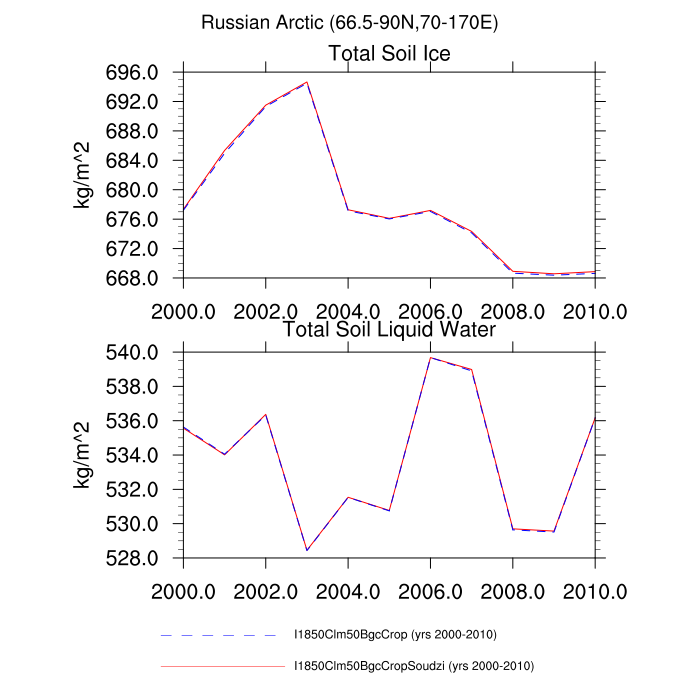 Russian Arctic (66.5-90N,70-170E)
Total Soil Ice
696.0
692.0
688.0
684.0
680.0
676.0
672.0
668.0
kg/m^2
2000.0 2002.0 2004.0 2006.0 2008.0 2010.0
Total Soil Liquid Water
540.0
538.0
536.0
534.0
532.0
530.0
528.0
kg/m^2
2000.0 2002.0 2004.0 2006.0 2008.0 2010.0
I1850Clm50BgcCrop (yrs 2000-2010)
I1850Clm50BgcCropSoudzi (yrs 2000-2010)